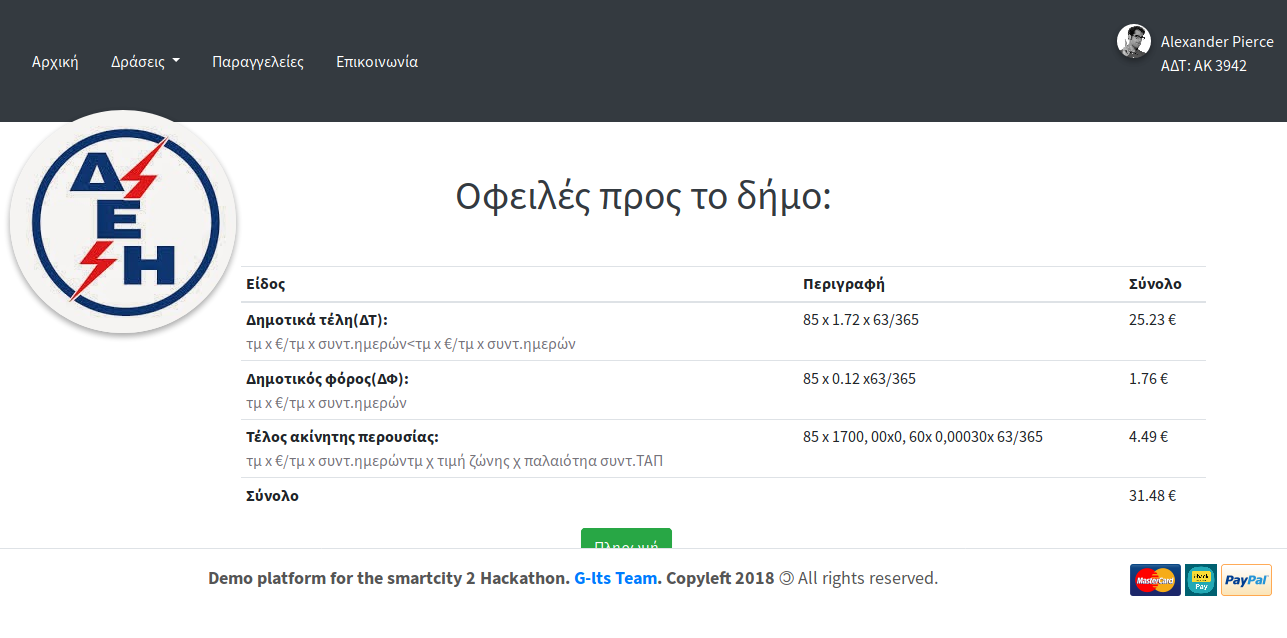 Αρχική Δράσεις Παραγγελείες Επικοινωνία
Alexander Pierce
ΑΔΤ: ΑΚ 3942
Δ
Ε
Η
Οφειλές προς το δήμο:
Είδος Περιγραφή Σύνολο
Δημοτικά τέλη(ΔΤ): 85 x 1.72 x 63/365 25.23 €
τμ x €/τμ x συντ.ημερών<τμ x €/τμ x συντ.ημερών
Δημοτικός φόρος(ΔΦ): 85 x 0.12 x63/365 1.76 €
τμ x €/τμ x συντ.ημερών
Τέλος ακίνητης περουσίας: 85 x 1700, 00x0, 60x 0,00030x 63/365 4.49 €
τμ x €/τμ x συντ.ημερώντμ χ τιμή ζώνης χ παλαιότηα συντ.ΤΑΠ
Σύνολο 31.48 €
Πληρωμή
Demo platform for the smartcity 2 Hackathon. G-Its Team. Copyleft 2018 🄯 All rights reserved.
MasterCard check Pay PayPal